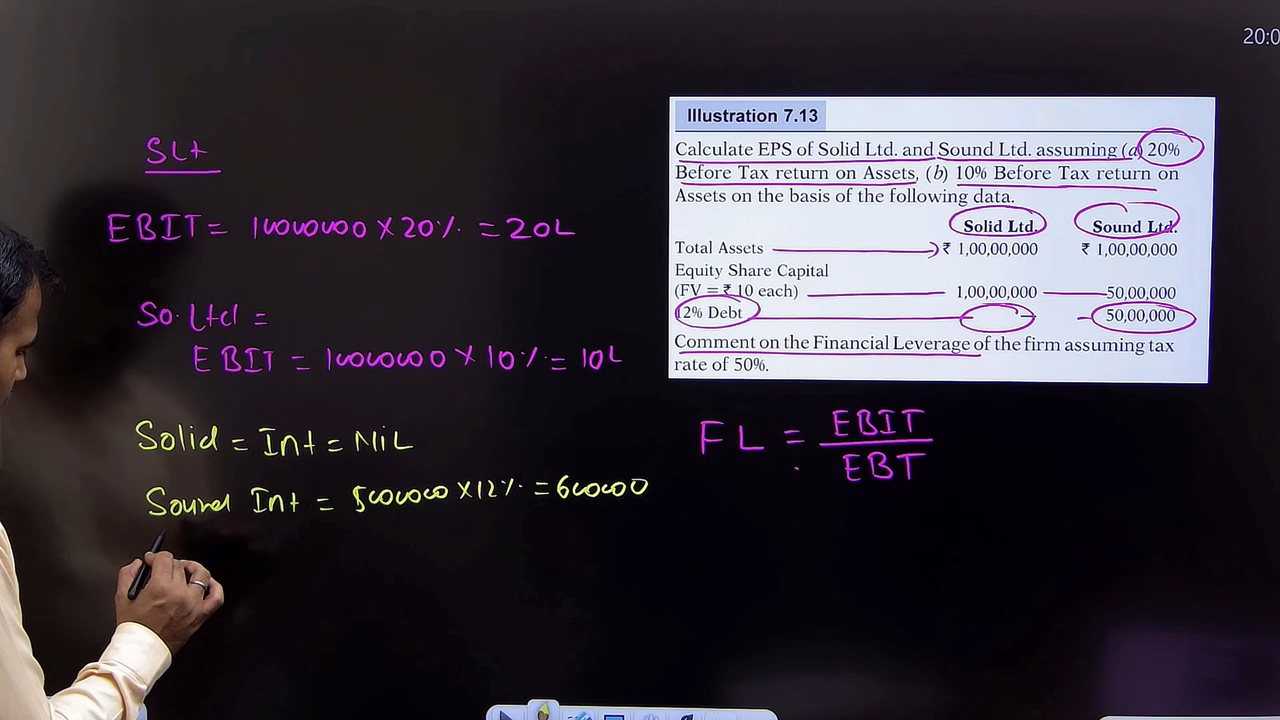 20:0
SLt
EBIT = 10000000 X 20% = 20L
So. Ltd =
EBIT = 10000000 X 10% = 10L
Solid = Int = NiL
Sound Int = 5000000 X 12% = 600000
Illustration 7.13
Calculate EPS of Solid Ltd. and Sound Ltd. assuming (a) 20%
Before Tax return on Assets, (b) 10% Before Tax return on
Assets on the basis of the following data.
Solid Ltd. Sound Ltd.
Total Assets ₹ 1,00,00,000 ₹ 1,00,00,000
Equity Share Capital
(FV = ₹ 10 each) 1,00,00,000 50,00,000
12% Debt – 50,00,000
Comment on the Financial Leverage of the firm assuming tax
rate of 50%.
FL = EBIT
EBT